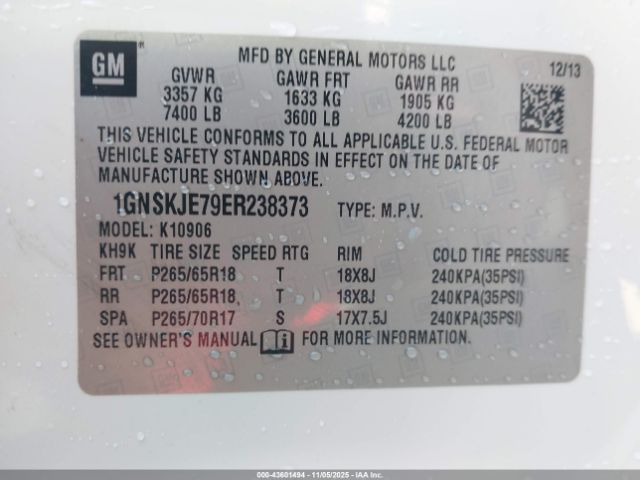 GM
MFD BY GENERAL MOTORS LLC
GVWR GAWR FRT GAWR RR 12/13
3357 KG 1633 KG 1905 KG
7400 LB 3600 LB 4200 LB
THIS VEHICLE CONFORMS TO ALL APPLICABLE U.S. FEDERAL MOTOR
VEHICLE SAFETY STANDARDS IN EFFECT ON THE DATE OF
MANUFACTURE SHOWN ABOVE.
1GNSKJE79ER238373 TYPE: M.P.V.
MODEL: K10906
KH9K TIRE SIZE SPEED RTG RIM COLD TIRE PRESSURE
FRT P265/65R18 T 18X8J 240KPA(35PSI)
RR P265/65R18 T 18X8J 240KPA(35PSI)
SPA P265/70R17 S 17X7.5J 240KPA(35PSI)
SEE OWNER'S MANUAL i FOR MORE INFORMATION.
000-43601494 - 11/05/2025 - COPYRIGHT © IAA, LLC